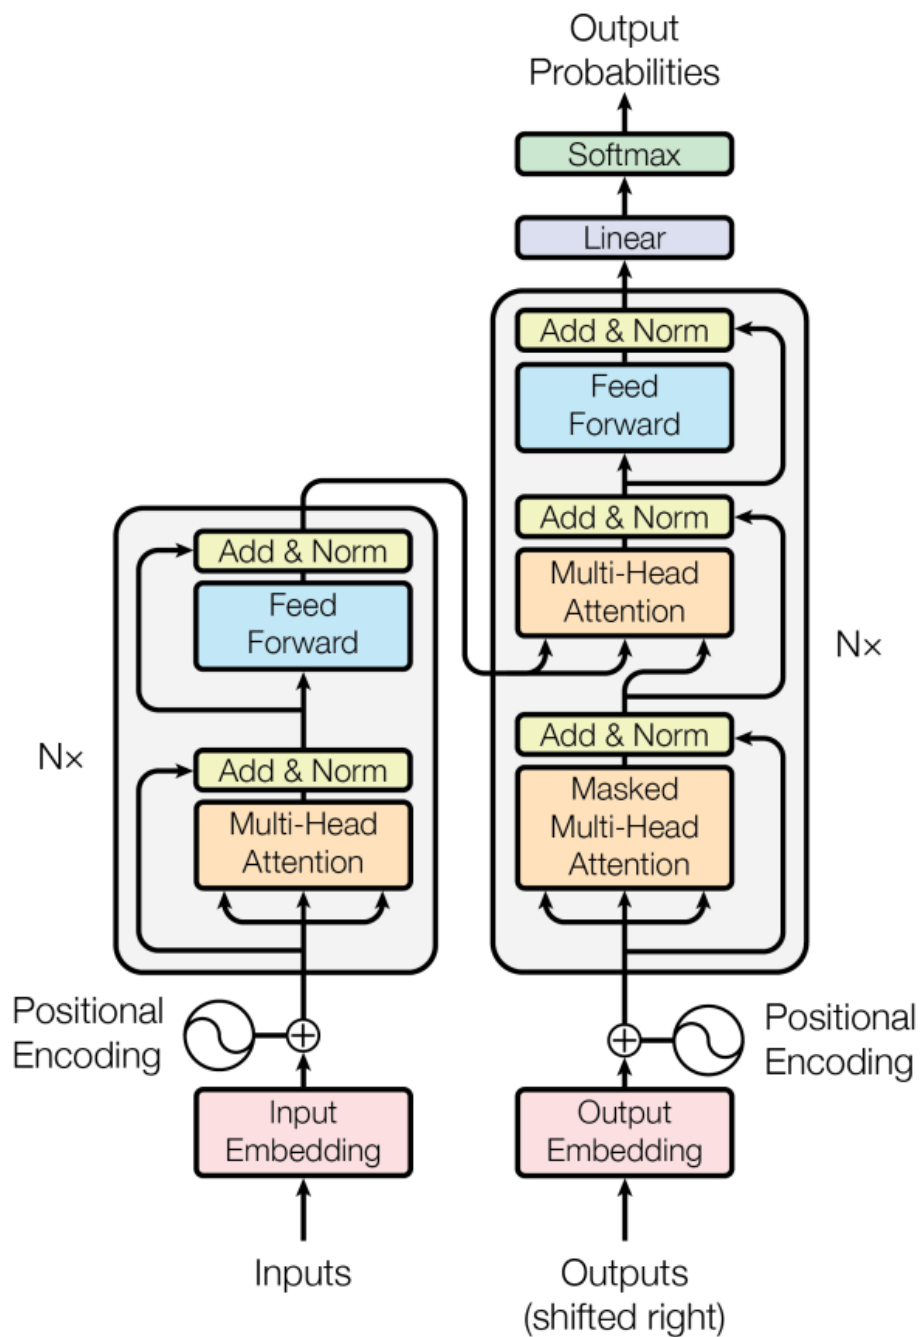 Output
Probabilities
Softmax
Linear
Add & Norm
Feed
Forward
Add & Norm
Multi-Head
Attention
Add & Norm
Masked
Multi-Head
Attention
N×
Add & Norm
Feed
Forward
Add & Norm
Multi-Head
Attention
N×
Positional
Encoding
Positional
Encoding
Input
Embedding
Output
Embedding
Inputs
Outputs
(shifted right)